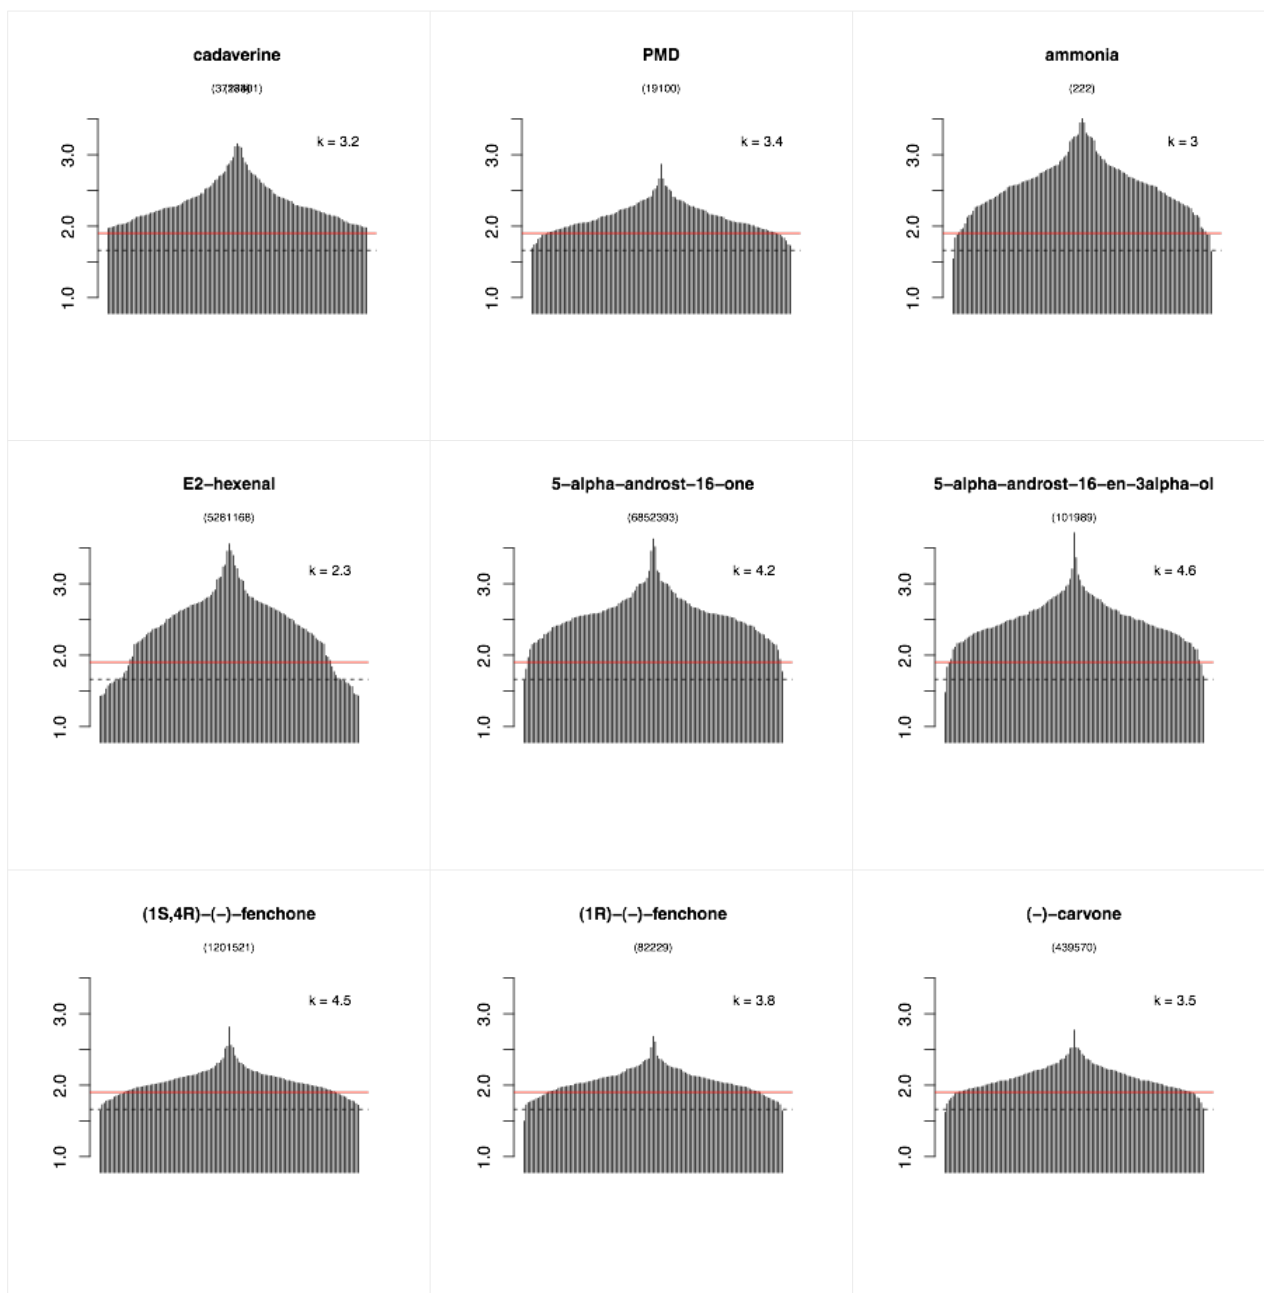 cadaverine
PMD
ammonia
(19100)
(222)
k = 3.2
k = 3.4
k = 3
3.0
2.0
1.0
3.0
2.0
1.0
3.0
2.0
1.0
E2−hexenal
5−alpha−androst−16−one
5−alpha−androst−16−en−3alpha−ol
(5281168)
(6852393)
(101989)
k = 2.3
k = 4.2
k = 4.6
3.0
2.0
1.0
3.0
2.0
1.0
3.0
2.0
1.0
(1S,4R)−(−)−fenchone
(1R)−(−)−fenchone
(−)−carvone
(1201521)
(82229)
(439570)
k = 4.5
k = 3.8
k = 3.5
3.0
2.0
1.0
3.0
2.0
1.0
3.0
2.0
1.0